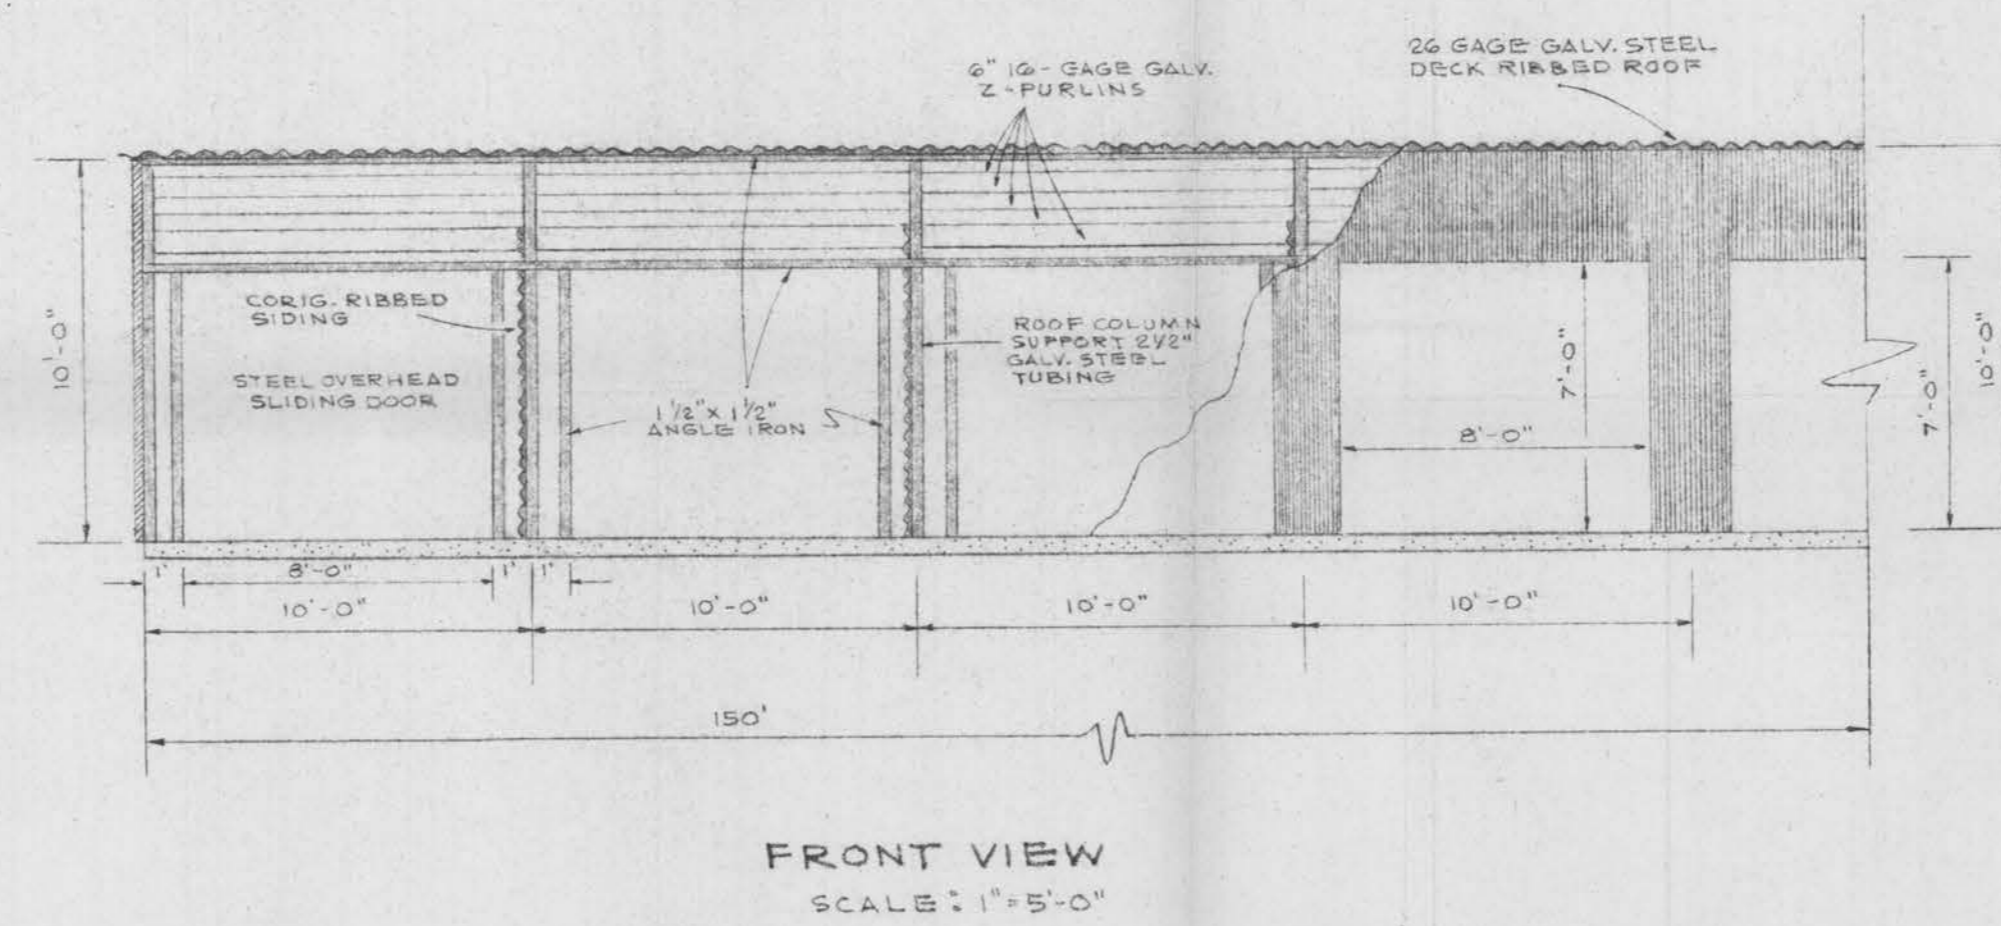 26 GAGE GALV. STEEL
DECK RIBBED ROOF
6" 16-GAGE GALV.
Z-PURLINS
CORIG. RIBBED
SIDING
STEEL OVERHEAD
SLIDING DOOR
1 1/2" x 1 1/2"
ANGLE IRON
ROOF COLUMN
SUPPORT 2 1/2"
GALV. STEEL
TUBING
10'-0"
7'-0"
8'-0"
7'-0"
10'-0"
1'
8'-0"
1'
1'
10'-0"
10'-0"
10'-0"
10'-0"
150'
FRONT VIEW
SCALE: 1"=5'-0"